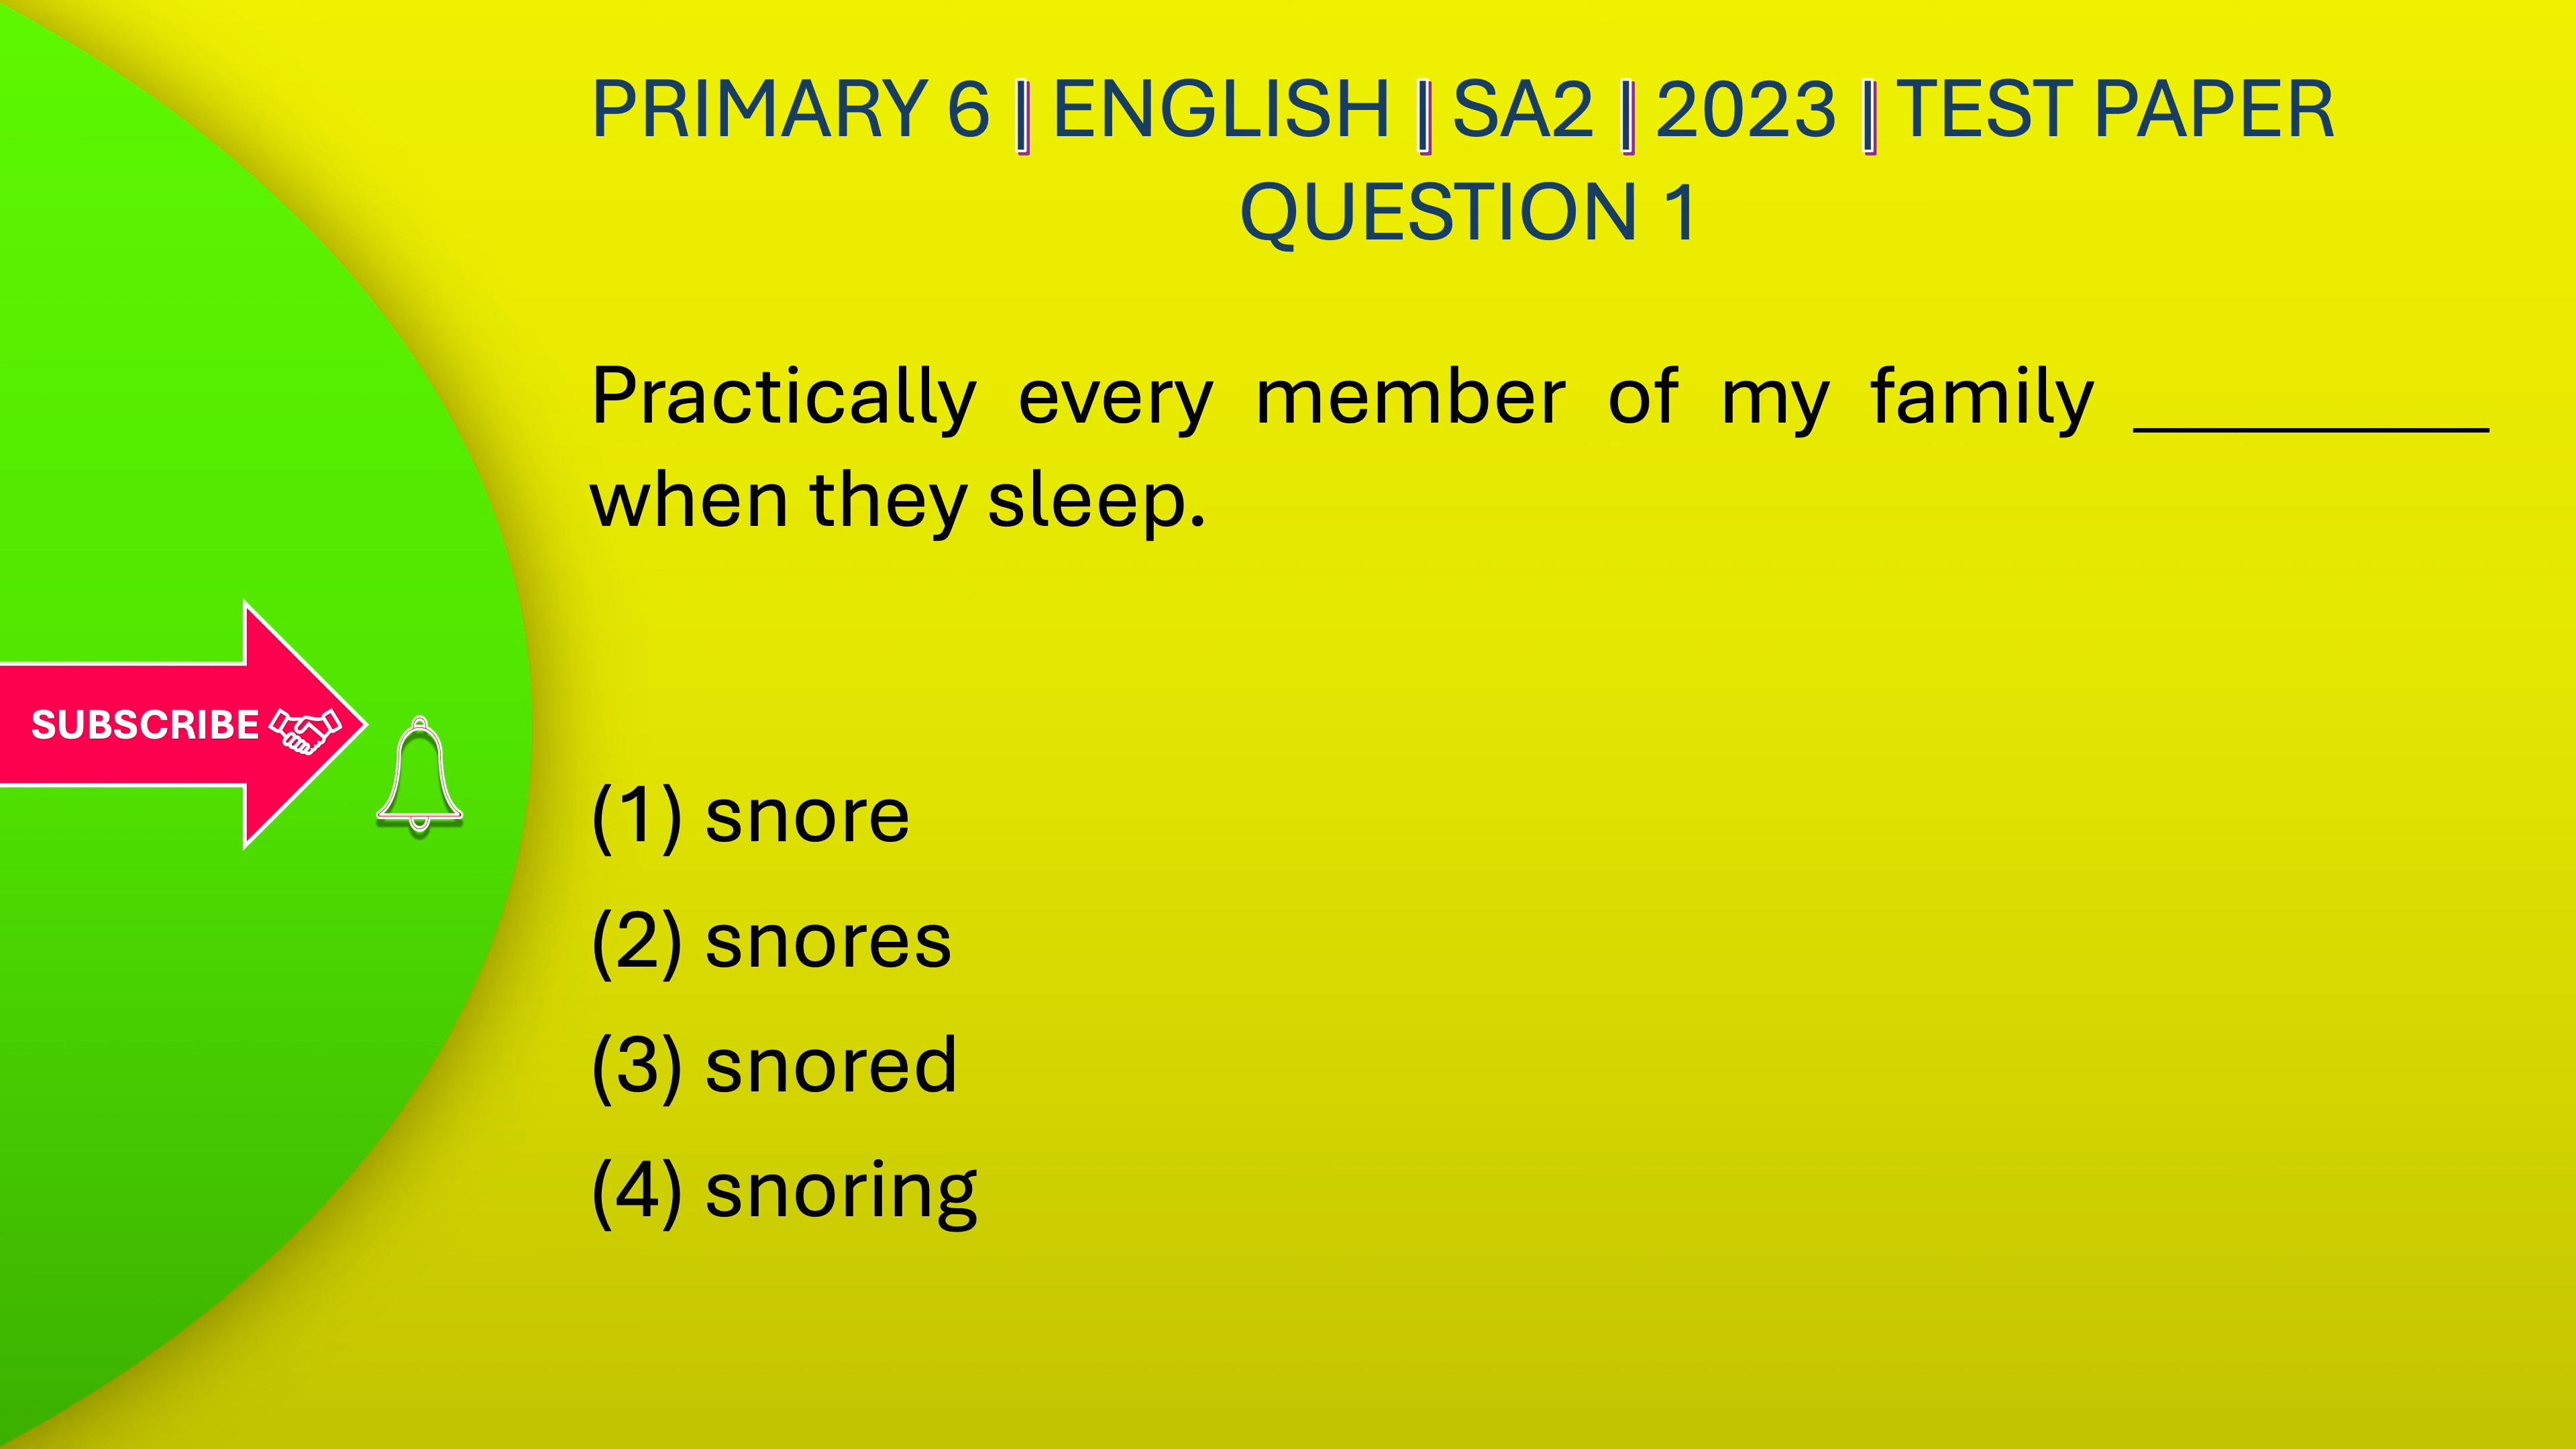 PRIMARY 6 | ENGLISH | SA2 | 2023 | TEST PAPER
QUESTION 1
Practically every member of my family __________
when they sleep.
SUBSCRIBE
(1) snore
(2) snores
(3) snored
(4) snoring